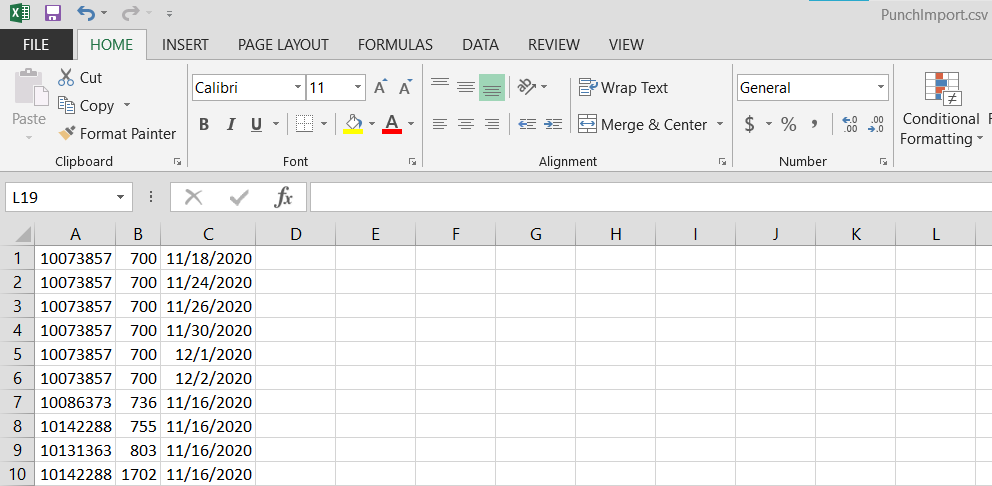 PunchImport.csv
FILE HOME INSERT PAGE LAYOUT FORMULAS DATA REVIEW VIEW
Cut
Copy
Format Painter
Paste
Clipboard
Calibri 11
B I U A
Font
Wrap Text
Merge & Center
Alignment
General
$ % , .00 .00
Number
Conditional
Formatting
L19 fx
A B C D E F G H I J K L
1 10073857 700 11/18/2020
2 10073857 700 11/24/2020
3 10073857 700 11/26/2020
4 10073857 700 11/30/2020
5 10073857 700 12/1/2020
6 10073857 700 12/2/2020
7 10086373 736 11/16/2020
8 10142288 755 11/16/2020
9 10131363 803 11/16/2020
10 10142288 1702 11/16/2020